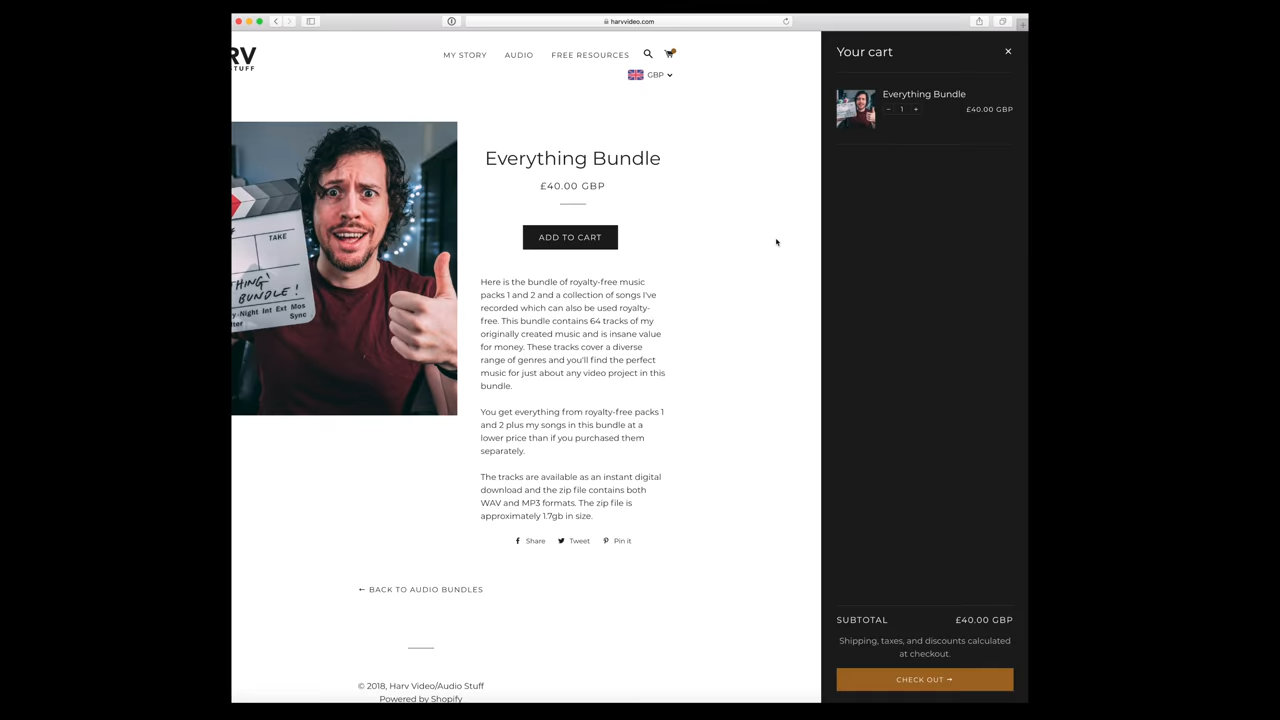 harvvideo.com
RV
TUFF
MY STORY AUDIO FREE RESOURCES
GBP
Your cart
Everything Bundle
1
£40.00 GBP
TAKE
THING'
BUNDLE!
Night Int Ext Mos
Sync
Everything Bundle
£40.00 GBP
ADD TO CART
Here is the bundle of royalty-free music
packs 1 and 2 and a collection of songs I've
recorded which can also be used royalty-
free. This bundle contains 64 tracks of my
originally created music and is insane value
for money. These tracks cover a diverse
range of genres and you'll find the perfect
music for just about any video project in this
bundle.
You get everything from royalty-free packs 1
and 2 plus my songs in this bundle at a
lower price than if you purchased them
separately.
The tracks are available as an instant digital
download and the zip file contains both
WAV and MP3 formats. The zip file is
approximately 1.7gb in size.
Share Tweet Pin it
← BACK TO AUDIO BUNDLES
© 2018, Harv Video/Audio Stuff
Powered by Shopify
SUBTOTAL £40.00 GBP
Shipping, taxes, and discounts calculated
at checkout.
CHECK OUT →